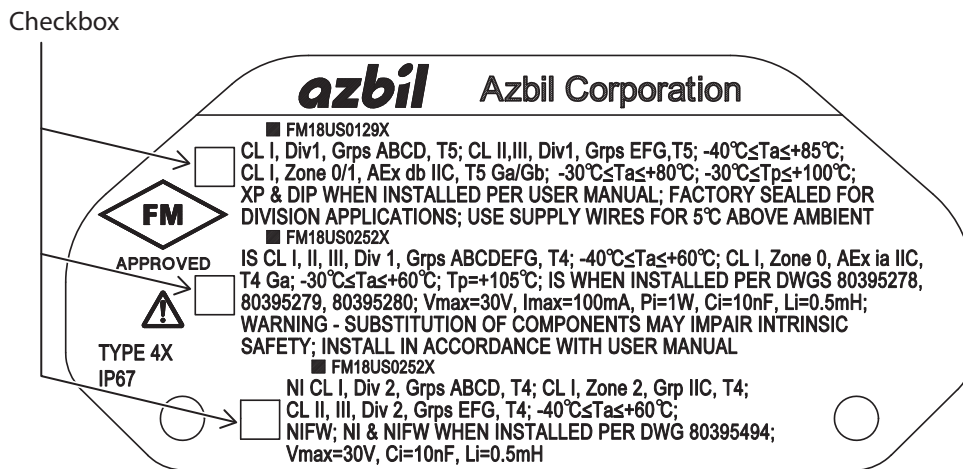 Checkbox
azbil Azbil Corporation
■ FM18US0129X
CL I, Div1, Grps ABCD, T5; CL II,III, Div1, Grps EFG,T5; -40℃≤Ta≤+85℃;
CL I, Zone 0/1, AEx db IIC, T5 Ga/Gb; -30℃≤Ta≤+80℃; -30℃≤Tp≤+100℃;
XP & DIP WHEN INSTALLED PER USER MANUAL; FACTORY SEALED FOR
DIVISION APPLICATIONS; USE SUPPLY WIRES FOR 5℃ ABOVE AMBIENT
FM
APPROVED
■ FM18US0252X
IS CL I, II, III, Div 1, Grps ABCDEFG, T4; -40℃≤Ta≤+60℃; CL I, Zone 0, AEx ia IIC,
T4 Ga; -30℃≤Ta≤+60℃; Tp=+105℃; IS WHEN INSTALLED PER DWGS 80395278,
80395279, 80395280; Vmax=30V, Imax=100mA, Pi=1W, Ci=10nF, Li=0.5mH;
WARNING - SUBSTITUTION OF COMPONENTS MAY IMPAIR INTRINSIC
SAFETY; INSTALL IN ACCORDANCE WITH USER MANUAL
TYPE 4X
IP67
■ FM18US0252X
NI CL I, Div 2, Grps ABCD, T4; CL I, Zone 2, Grp IIC, T4;
CL II, III, Div 2, Grps EFG, T4; -40℃≤Ta≤+60℃;
NIFW; NI & NIFW WHEN INSTALLED PER DWG 80395494;
Vmax=30V, Ci=10nF, Li=0.5mH